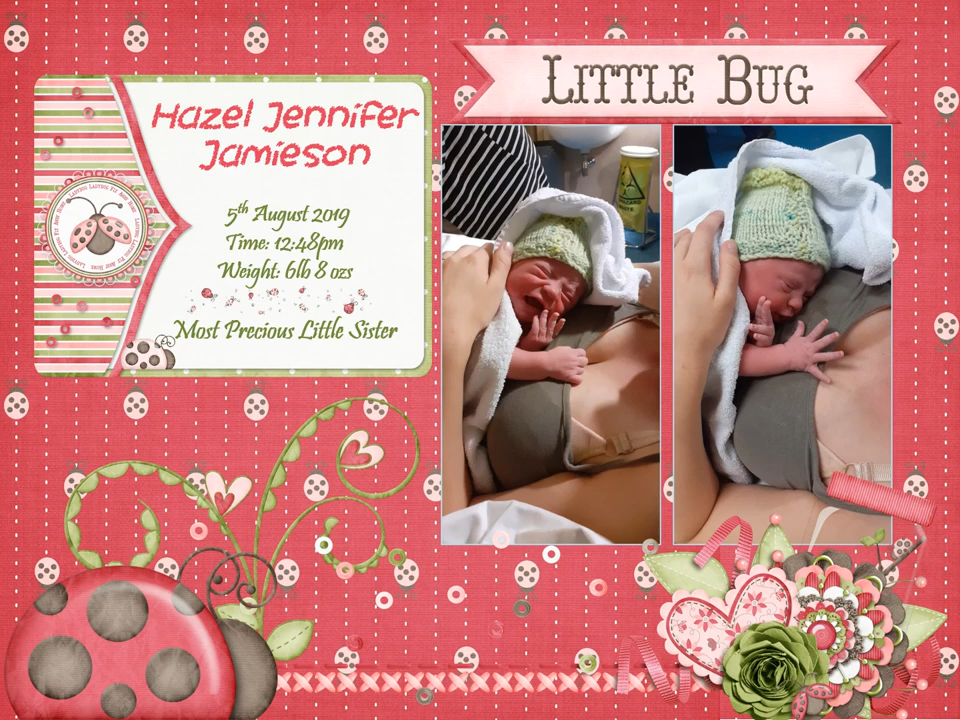 LITTLE BUG
Hazel Jennifer
Jamieson
5th August 2019
Time: 12:48pm
Weight: 6lb 8 ozs
Most Precious Little Sister